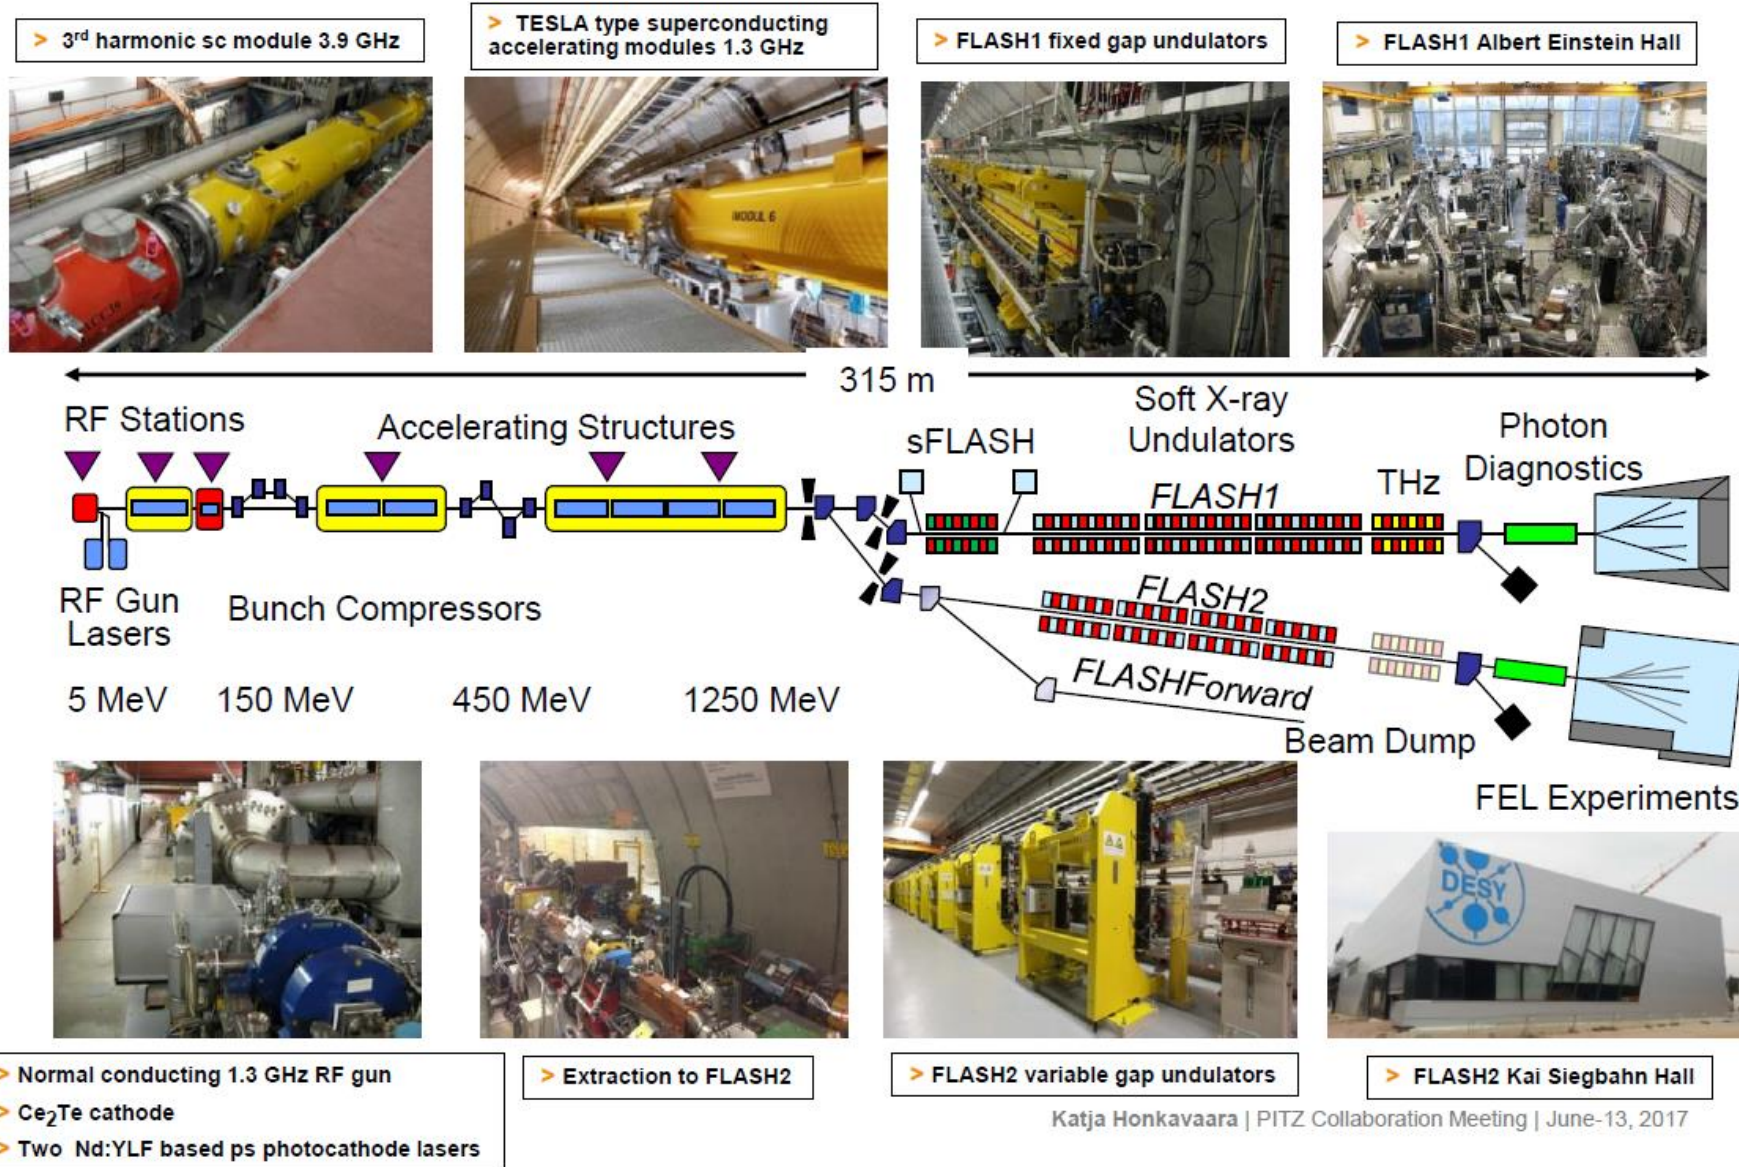 > 3rd harmonic sc module 3.9 GHz
> TESLA type superconducting
accelerating modules 1.3 GHz
> FLASH1 fixed gap undulators
> FLASH1 Albert Einstein Hall
MODUL 6
315 m
RF Stations
Accelerating Structures
sFLASH
Soft X-ray
Undulators
FLASH1
THz
Photon
Diagnostics
RF Gun
Lasers
Bunch Compressors
FLASH2
FLASHForward
5 MeV
150 MeV
450 MeV
1250 MeV
Beam Dump
FEL Experiments
DESY
> Normal conducting 1.3 GHz RF gun
> Ce2Te cathode
> Two Nd:YLF based ps photocathode lasers
> Extraction to FLASH2
> FLASH2 variable gap undulators
> FLASH2 Kai Siegbahn Hall
Katja Honkavaara | PITZ Collaboration Meeting | June-13, 2017